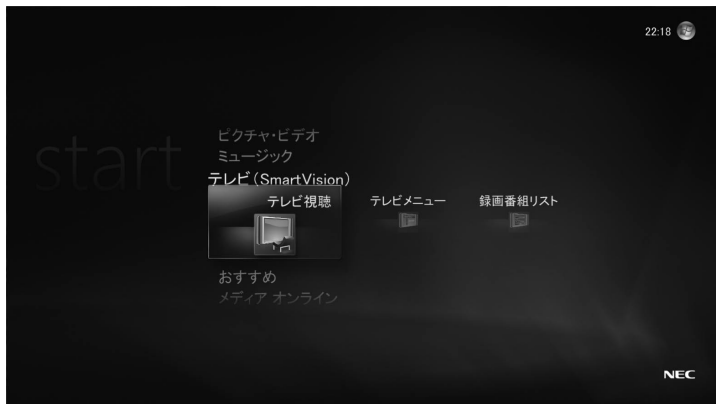 22:18
start
ピクチャ・ビデオ
ミュージック
テレビ(SmartVision)
テレビ視聴 テレビメニュー 録画番組リスト
おすすめ
メディア オンライン
NEC